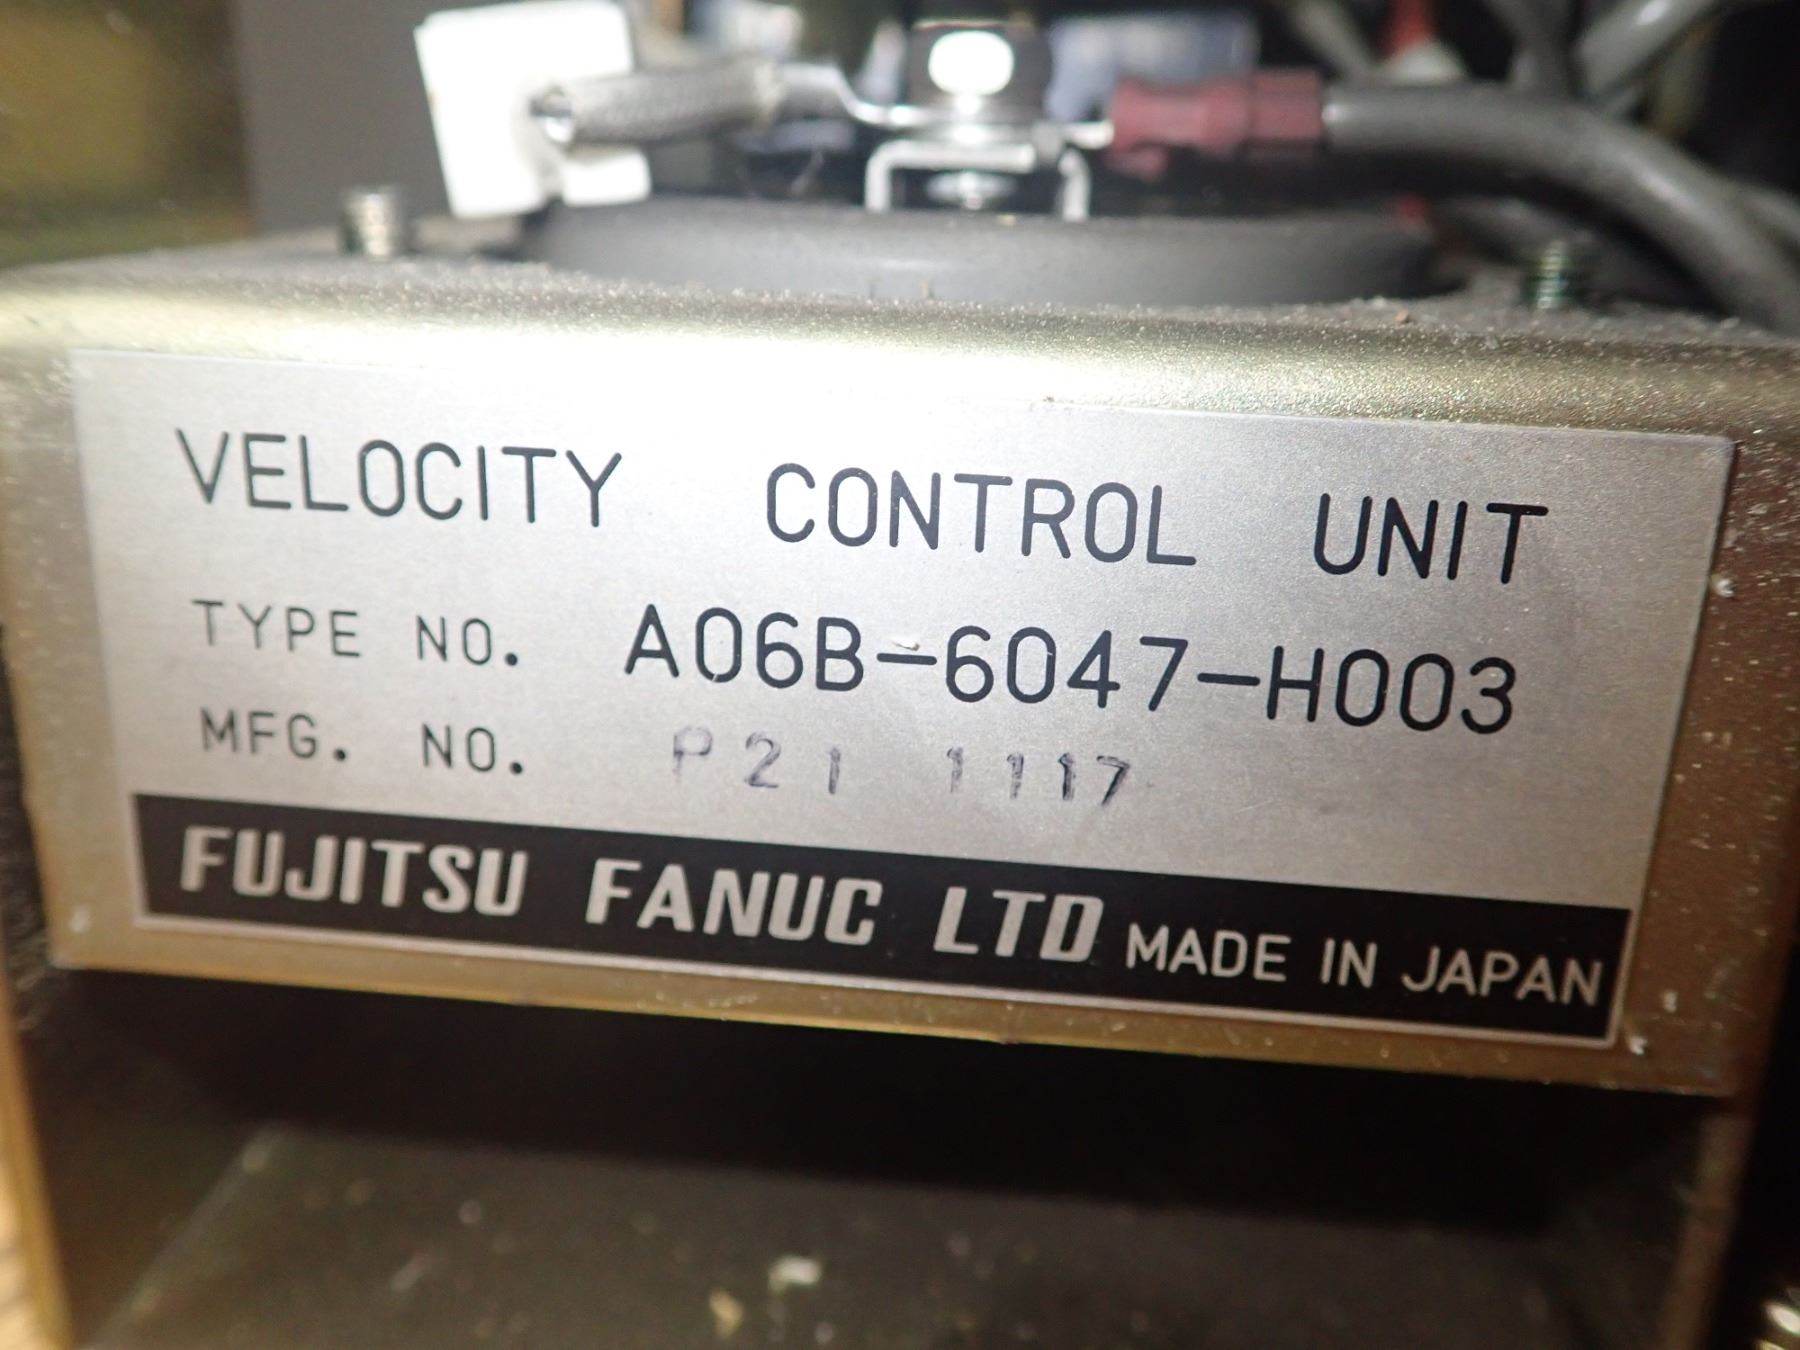 VELOCITY CONTROL UNIT
TYPE NO. A06B-6047-H003
MFG. NO. P21 1117
FUJITSU FANUC LTD MADE IN JAPAN